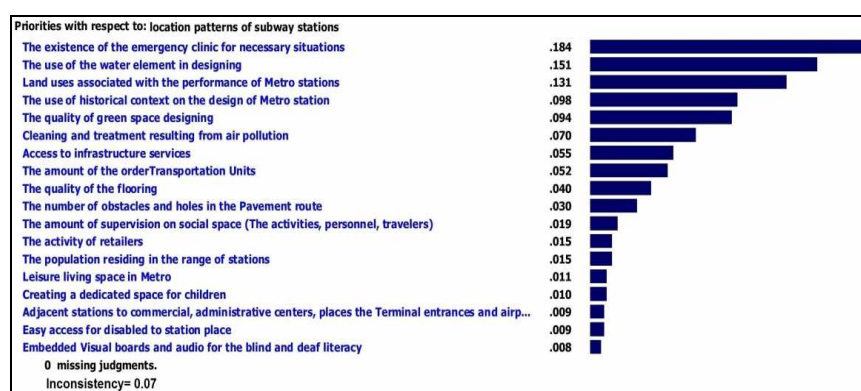 Priorities with respect to: location patterns of subway stations
The existence of the emergency clinic for necessary situations .184
The use of the water element in designing .151
Land uses associated with the performance of Metro stations .131
The use of historical context on the design of Metro station .098
The quality of green space designing .094
Cleaning and treatment resulting from air pollution .070
Access to infrastructure services .055
The amount of the orderTransportation Units .052
The quality of the flooring .040
The number of obstacles and holes in the Pavement route .030
The amount of supervision on social space (The activities, personnel, travelers) .019
The activity of retailers .015
The population residing in the range of stations .015
Leisure living space in Metro .011
Creating a dedicated space for children .010
Adjacent stations to commercial, administrative centers, places the Terminal entrances and airp... .009
Easy access for disabled to station place .009
Embedded Visual boards and audio for the blind and deaf literacy .008
0 missing judgments.
Inconsistency= 0.07